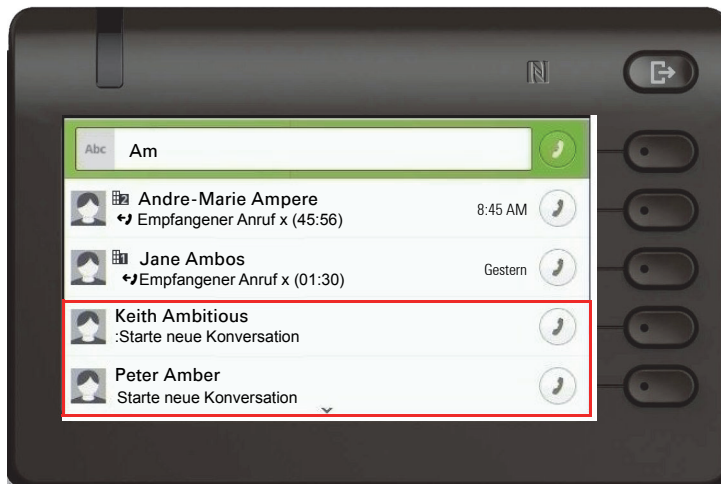 Abc Am
Andre-Marie Ampere
Empfangener Anruf x (45:56) 8:45 AM
Jane Ambos
Empfangener Anruf x (01:30) Gestern
Keith Ambitious
:Starte neue Konversation
Peter Amber
Starte neue Konversation